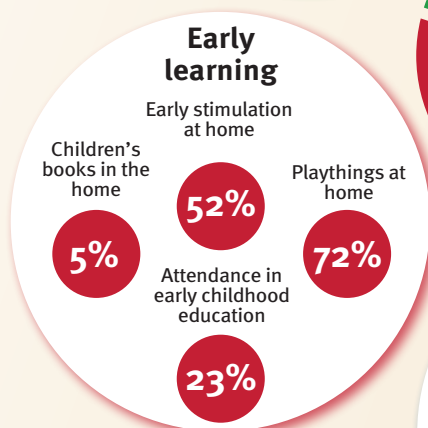 Early
learning
Early stimulation
at home
52%
Children’s
books in the
home
5%
Playthings at
home
72%
Attendance in
early childhood
education
23%